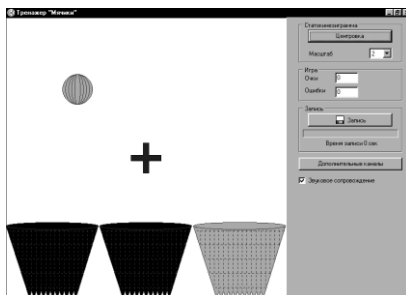 Тренажер "Мячики"
Статокинезиграмма
Центровка
Масштаб 2
Игра
Очки 0
Ошибки 0
Запись
Запись
Время записи 0 сек.
Дополнительные каналы
Звуковое сопровождение